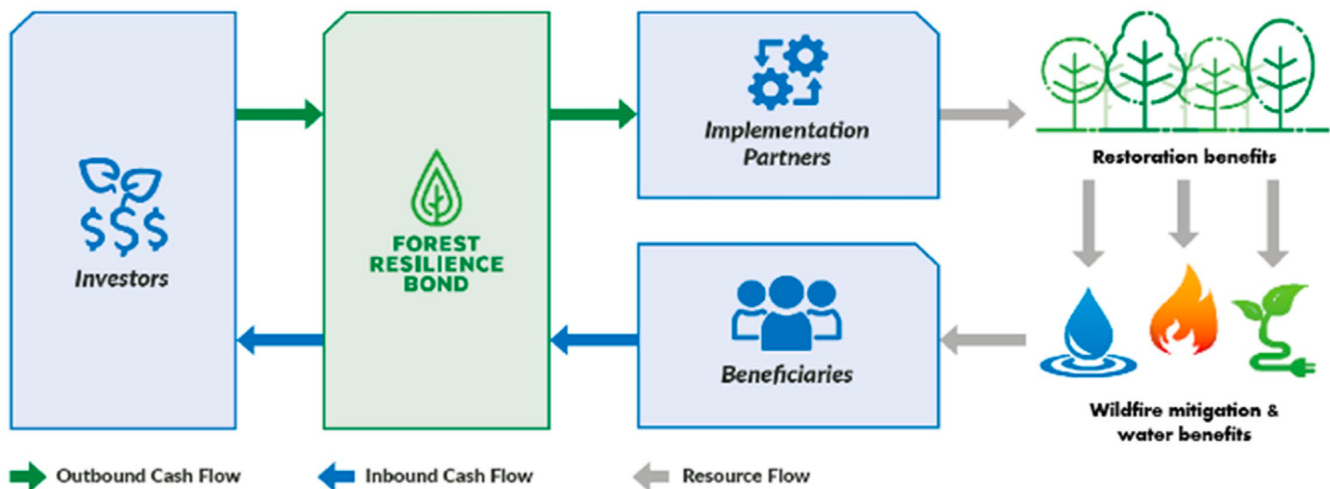 Investors
FOREST
RESILIENCE
BOND
Implementation
Partners
Restoration benefits
Beneficiaries
Wildfire mitigation &
water benefits
Outbound Cash Flow
Inbound Cash Flow
Resource Flow